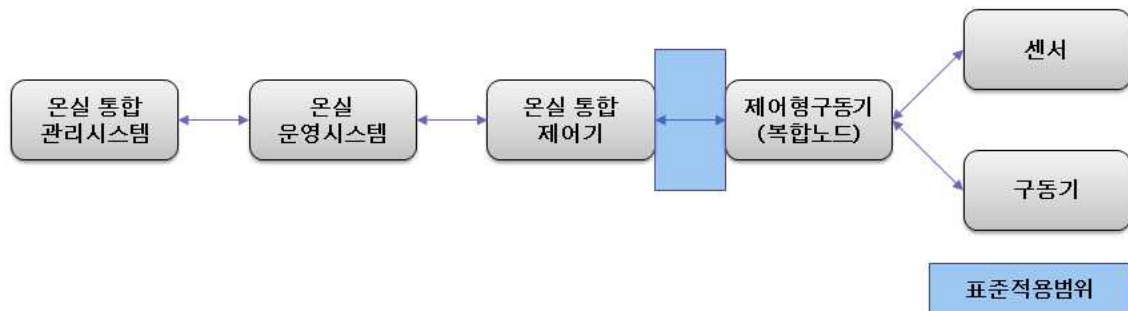 온실 통합
관리시스템
온실
운영시스템
온실 통합
제어기
제어형구동기
(복합노드)
센서
구동기
표준적용범위